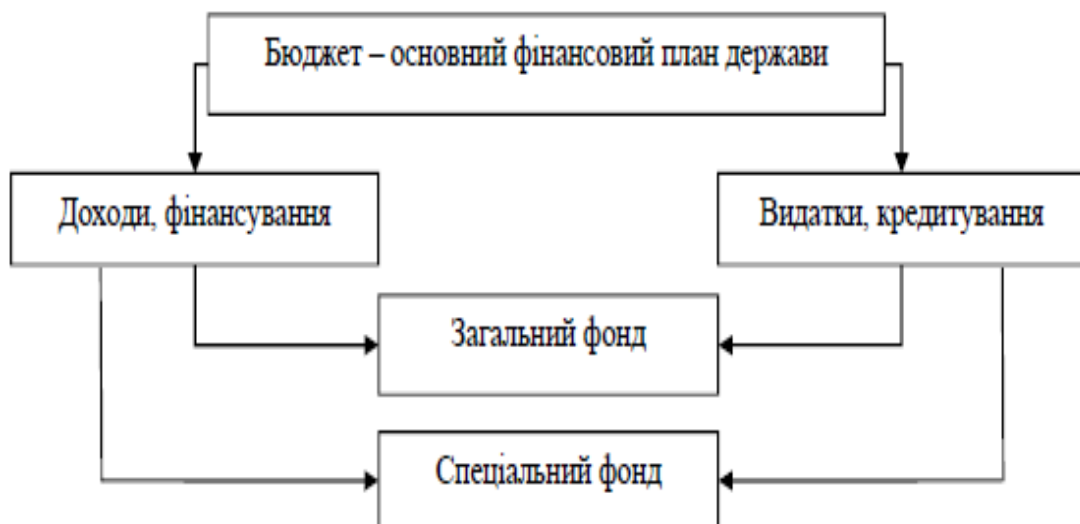 Бюджет – основний фінансовий план держави
Доходи, фінансування
Видатки, кредитування
Загальний фонд
Спеціальний фонд